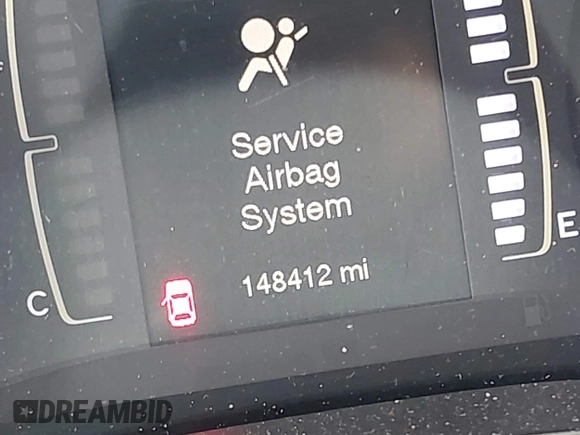 Service
Airbag
System
148412 mi
C
E
DREAMBID